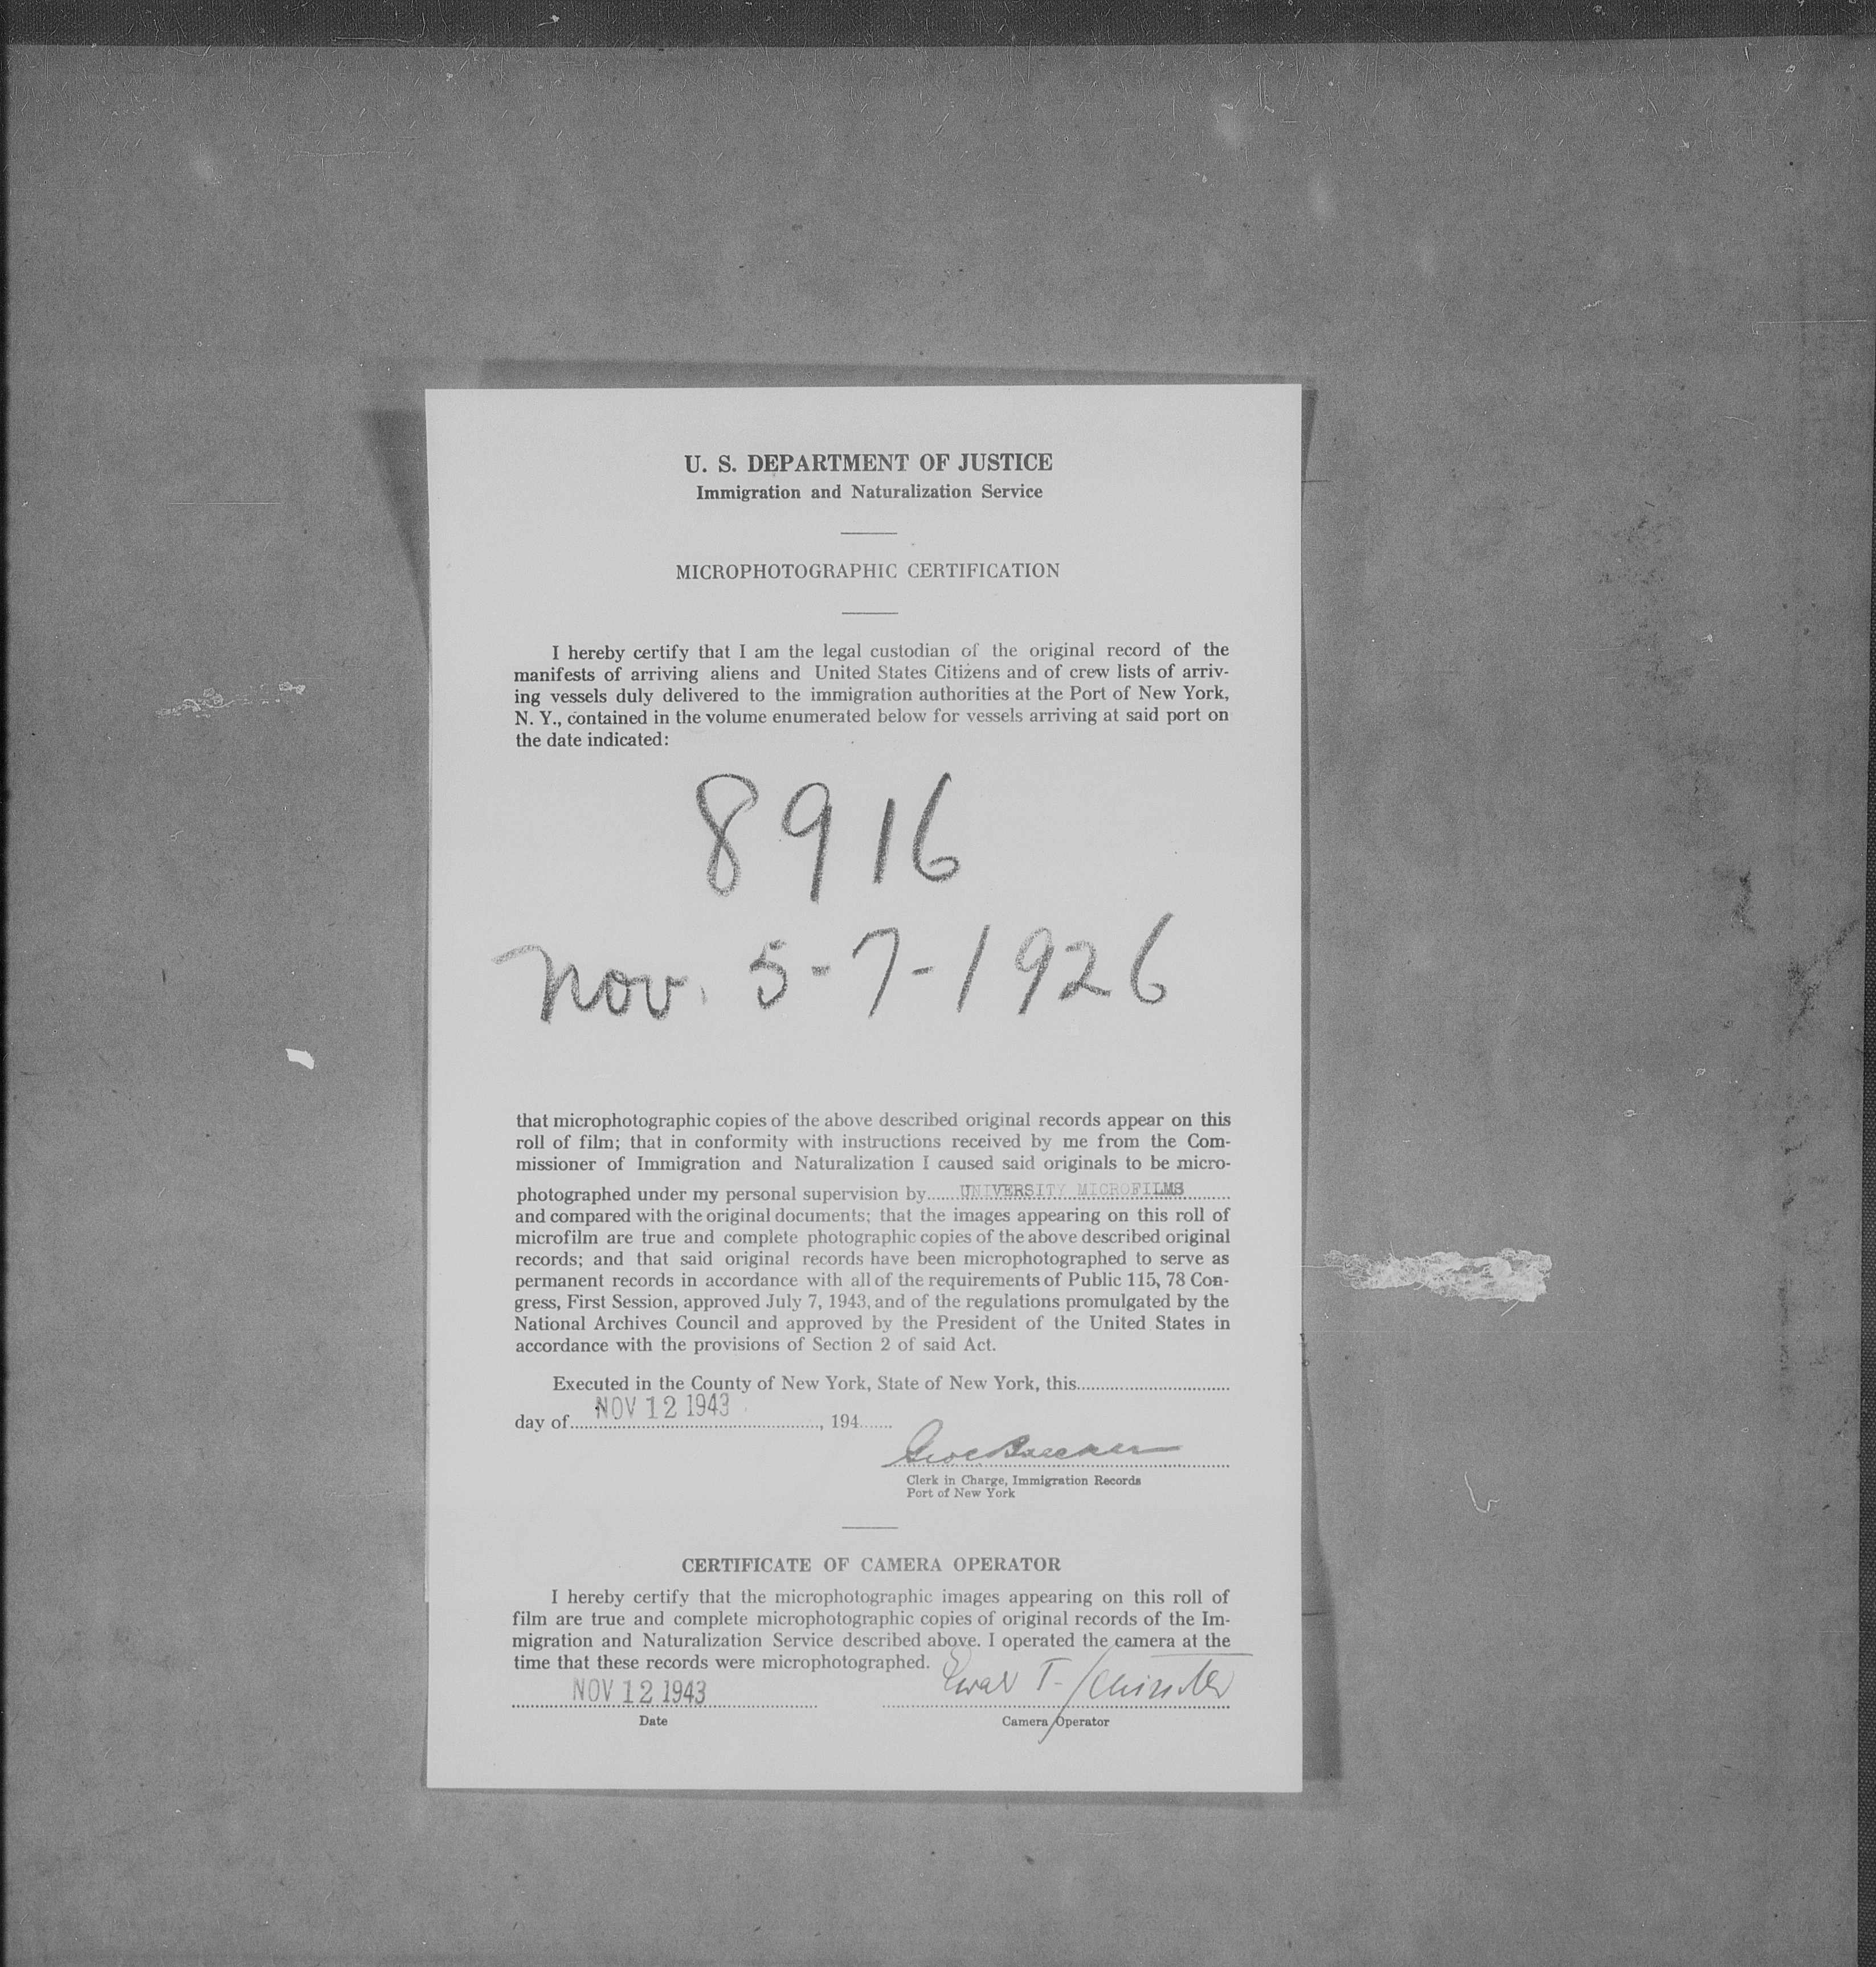 U. S. DEPARTMENT OF JUSTICE
Immigration and Naturalization Service
MICROPHOTOGRAPHIC CERTIFICATION
I hereby certify that I am the legal custodian of the original record of the
manifests of arriving aliens and United States Citizens and of crew lists of arriv-
ing vessels duly delivered to the immigration authorities at the Port of New York,
N. Y., contained in the volume enumerated below for vessels arriving at said port on
the date indicated:
8916
Nov. 5-7-1926
that microphotographic copies of the above described original records appear on this
roll of film; that in conformity with instructions received by me from the Com-
missioner of Immigration and Naturalization I caused said originals to be micro-
photographed under my personal supervision by......UNIVERSITY MICROFILMS.........
and compared with the original documents; that the images appearing on this roll of
microfilm are true and complete photographic copies of the above described original
records; and that said original records have been microphotographed to serve as
permanent records in accordance with all of the requirements of Public 115, 78 Con-
gress, First Session, approved July 7, 1943, and of the regulations promulgated by the
National Archives Council and approved by the President of the United States in
accordance with the provisions of Section 2 of said Act.
Executed in the County of New York, State of New York, this................................
day of NOV 12 1943, 194.......
Clerk in Charge, Immigration Records
Port of New York
CERTIFICATE OF CAMERA OPERATOR
I hereby certify that the microphotographic images appearing on this roll of
film are true and complete microphotographic copies of original records of the Im-
migration and Naturalization Service described above. I operated the camera at the
time that these records were microphotographed.
NOV 12 1943 T.
Date Camera Operator